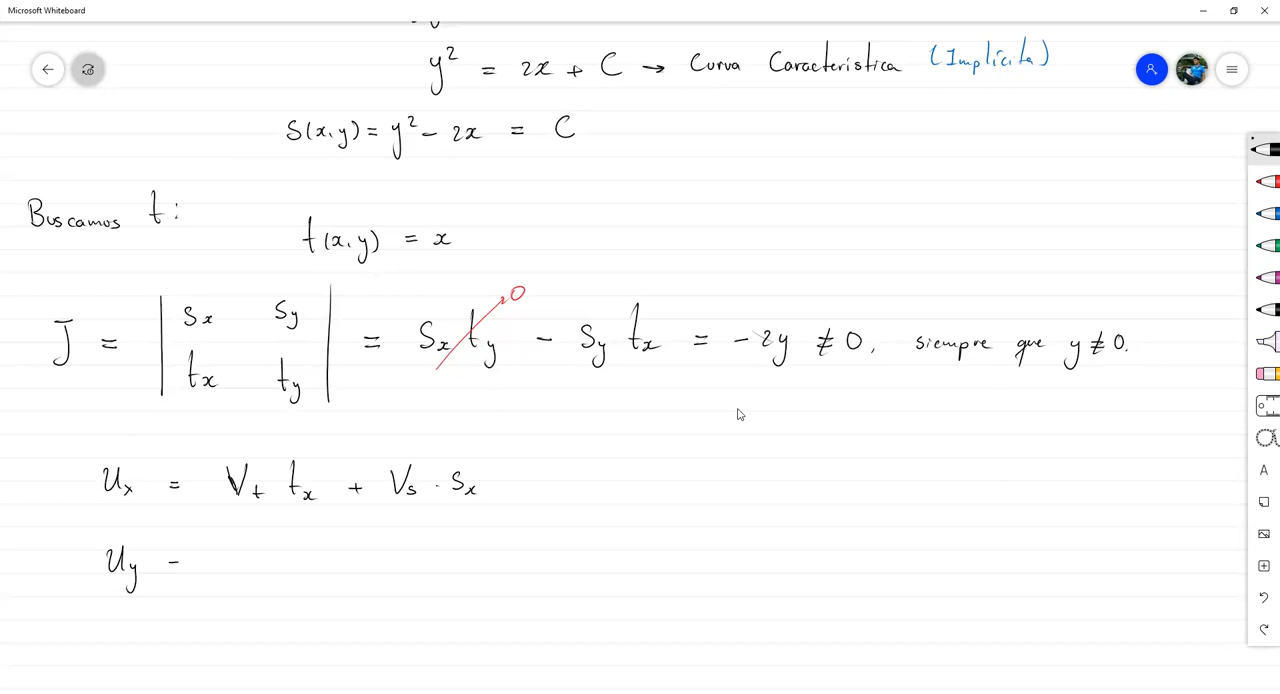 Microsoft Whiteboard
y² = 2x + C → Curva Característica (Implícita)
S(x,y) = y² - 2x = C
Buscamos t:
t(x,y) = x
J = | Sx Sy | = Sx ty - Sy tx = -2y ≠ 0, siempre que y ≠ 0.
| tx ty |
0
Ux = Vt tx + Vs · Sx
Uy -
A